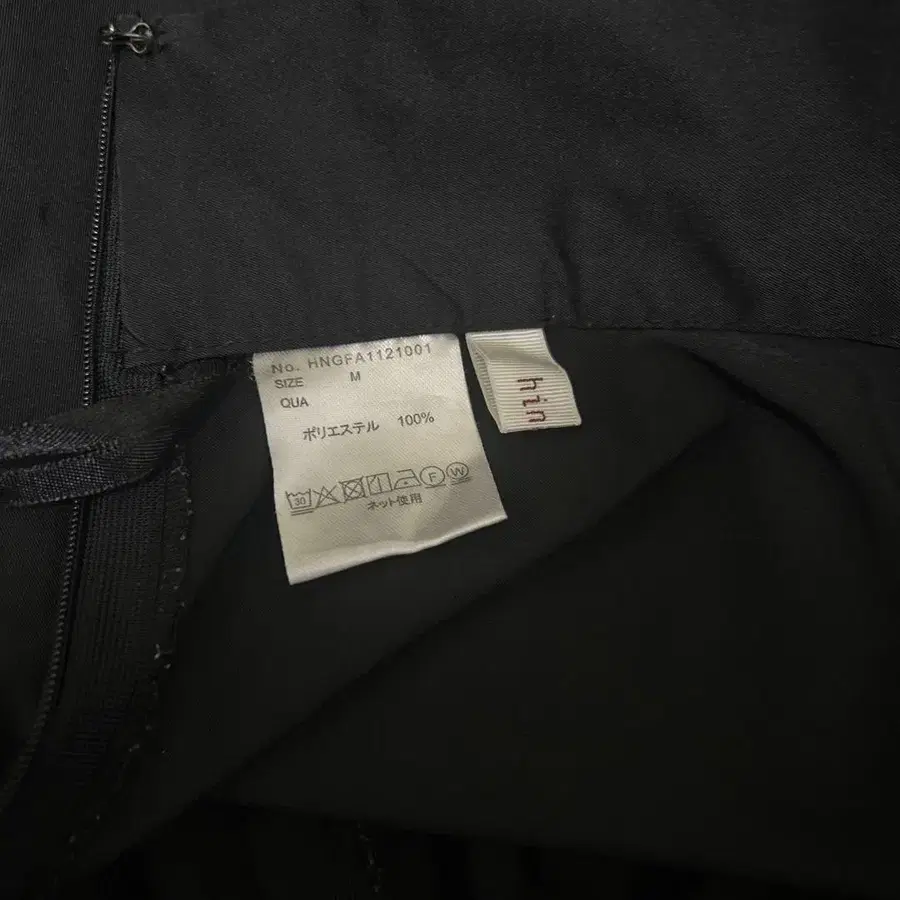 No. HNGFA1121001
SIZE M
QUA
ポリエステル 100%
30 F W
ネット使用
hin